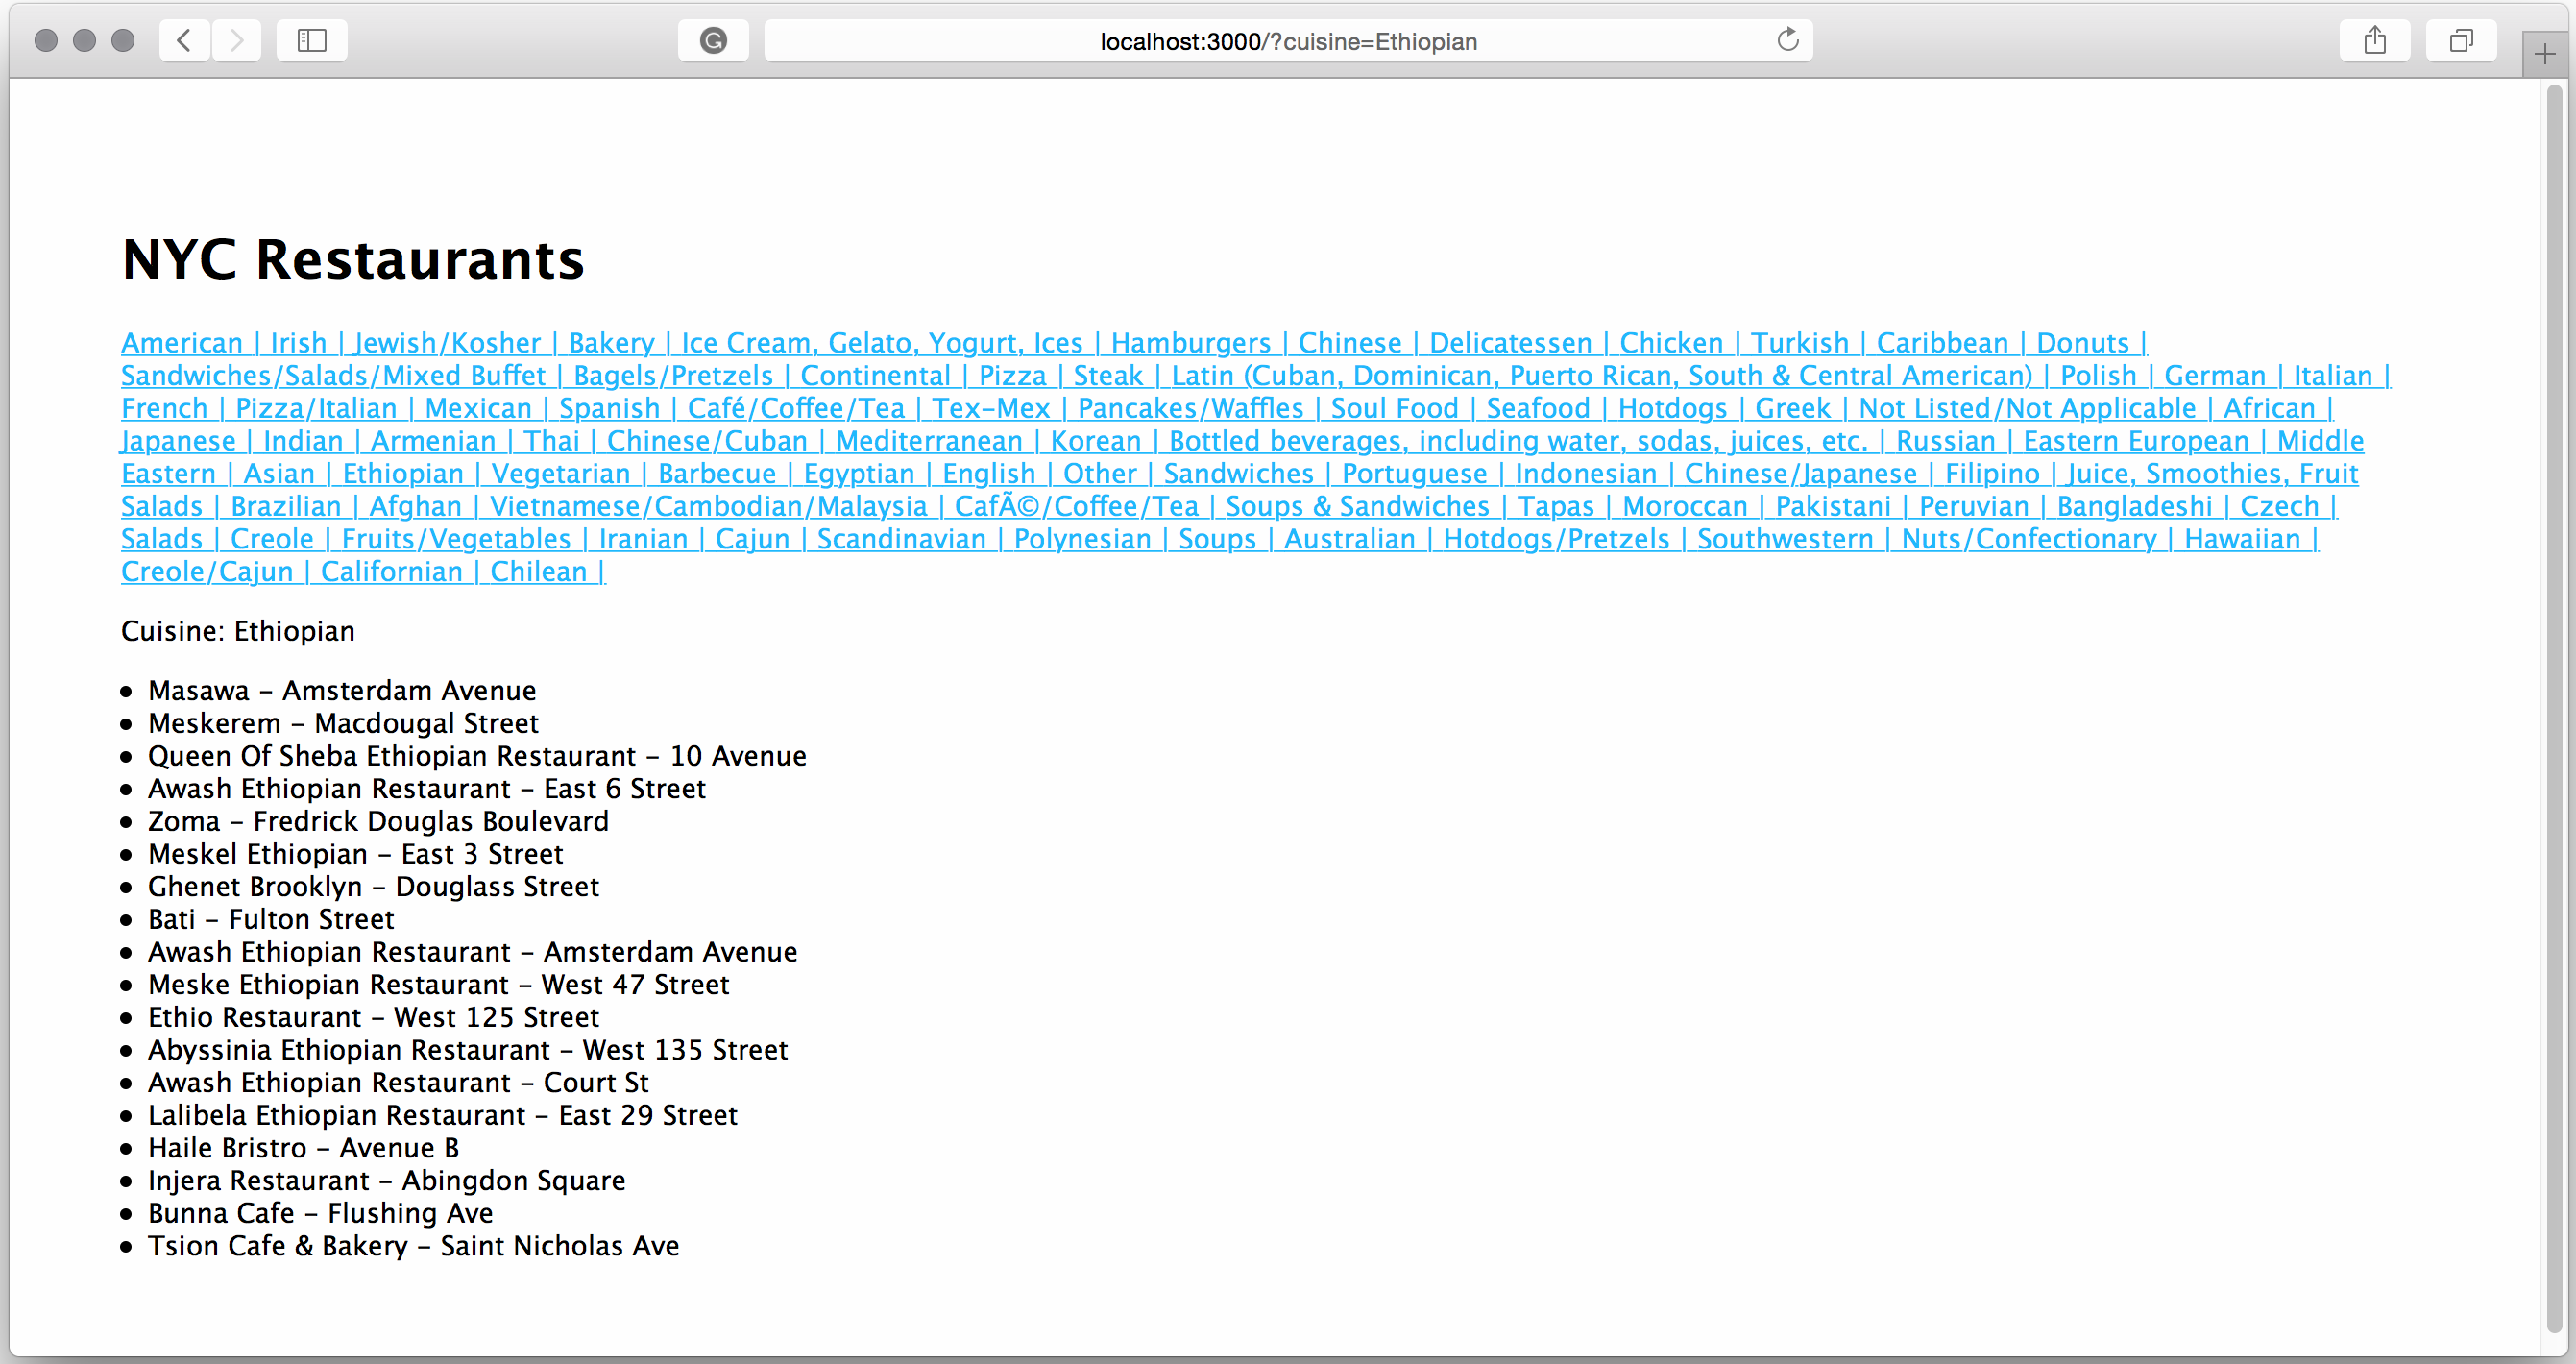 localhost:3000/?cuisine=Ethiopian
NYC Restaurants
American | Irish | Jewish/Kosher | Bakery | Ice Cream, Gelato, Yogurt, Ices | Hamburgers | Chinese | Delicatessen | Chicken | Turkish | Caribbean | Donuts |
Sandwiches/Salads/Mixed Buffet | Bagels/Pretzels | Continental | Pizza | Steak | Latin (Cuban, Dominican, Puerto Rican, South & Central American) | Polish | German | Italian |
French | Pizza/Italian | Mexican | Spanish | Café/Coffee/Tea | Tex-Mex | Pancakes/Waffles | Soul Food | Seafood | Hotdogs | Greek | Not Listed/Not Applicable | African |
Japanese | Indian | Armenian | Thai | Chinese/Cuban | Mediterranean | Korean | Bottled beverages, including water, sodas, juices, etc. | Russian | Eastern European | Middle
Eastern | Asian | Ethiopian | Vegetarian | Barbecue | Egyptian | English | Other | Sandwiches | Portuguese | Indonesian | Chinese/Japanese | Filipino | Juice, Smoothies, Fruit
Salads | Brazilian | Afghan | Vietnamese/Cambodian/Malaysia | CafÃ©/Coffee/Tea | Soups & Sandwiches | Tapas | Moroccan | Pakistani | Peruvian | Bangladeshi | Czech |
Salads | Creole | Fruits/Vegetables | Iranian | Cajun | Scandinavian | Polynesian | Soups | Australian | Hotdogs/Pretzels | Southwestern | Nuts/Confectionary | Hawaiian |
Creole/Cajun | Californian | Chilean |
Cuisine: Ethiopian
• Masawa - Amsterdam Avenue
• Meskerem - Macdougal Street
• Queen Of Sheba Ethiopian Restaurant - 10 Avenue
• Awash Ethiopian Restaurant - East 6 Street
• Zoma - Fredrick Douglas Boulevard
• Meskel Ethiopian - East 3 Street
• Ghenet Brooklyn - Douglass Street
• Bati - Fulton Street
• Awash Ethiopian Restaurant - Amsterdam Avenue
• Meske Ethiopian Restaurant - West 47 Street
• Ethio Restaurant - West 125 Street
• Abyssinia Ethiopian Restaurant - West 135 Street
• Awash Ethiopian Restaurant - Court St
• Lalibela Ethiopian Restaurant - East 29 Street
• Haile Bristro - Avenue B
• Injera Restaurant - Abingdon Square
• Bunna Cafe - Flushing Ave
• Tsion Cafe & Bakery - Saint Nicholas Ave